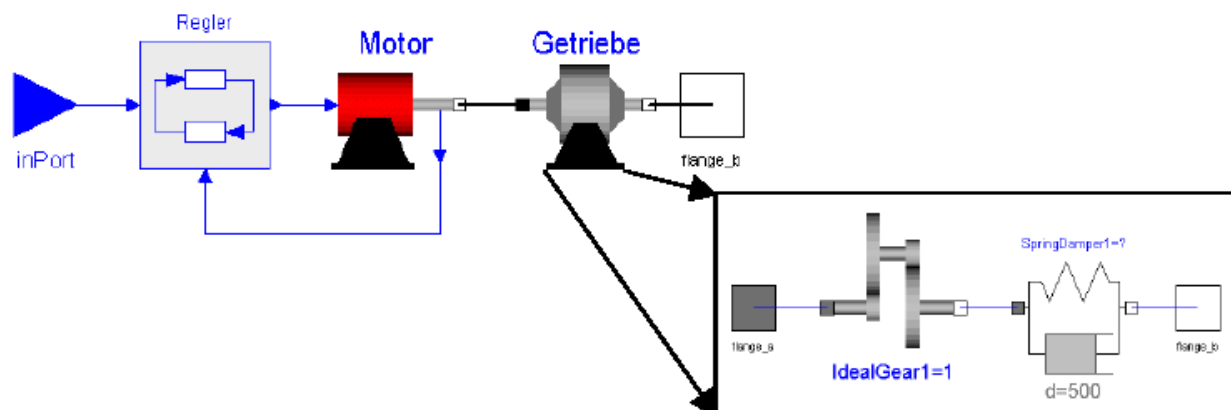 Regler
Motor
Getriebe
inPort
flange_b
SpringDamper1=?
flange_a
flange_b
IdealGear1=1
d=500